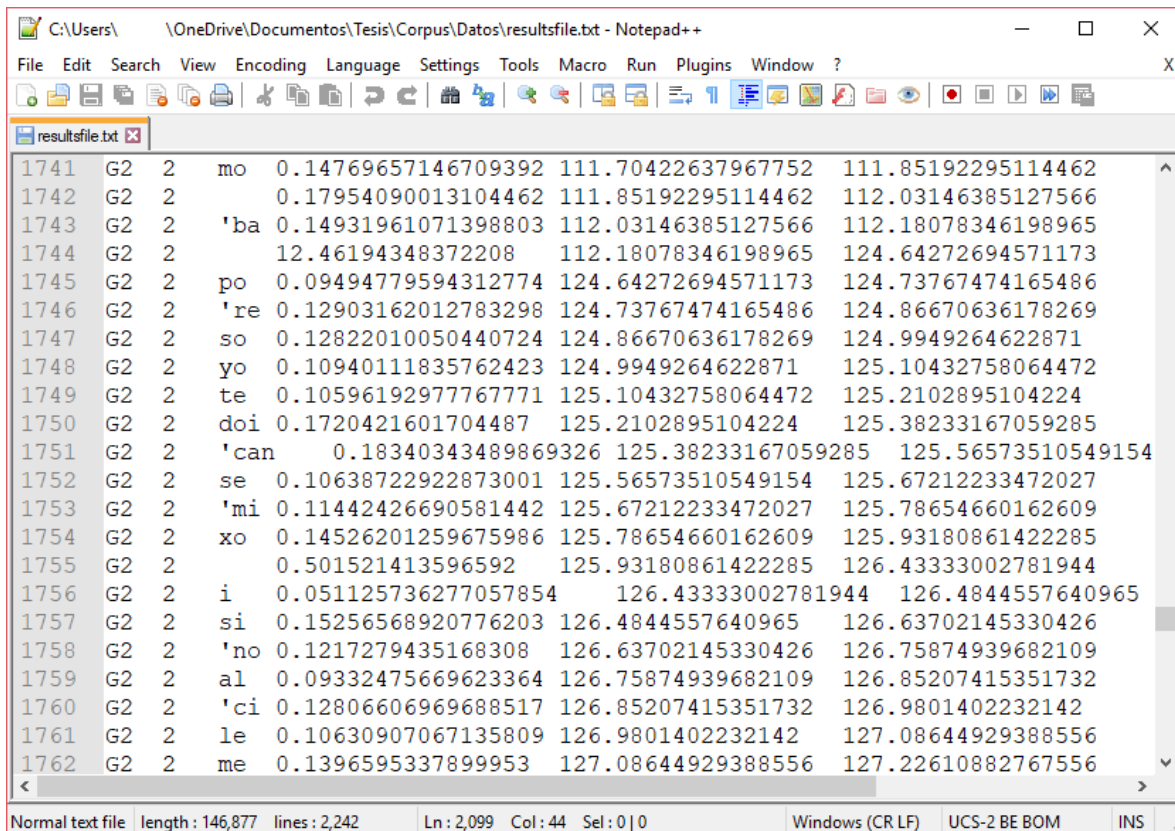 C:\Users\ \OneDrive\Documentos\Tesis\Corpus\Datos\resultsfile.txt - Notepad++
File Edit Search View Encoding Language Settings Tools Macro Run Plugins Window ? X
resultsfile.txt
1741 G2 2 mo 0.14769657146709392 111.70422637967752 111.85192295114462
1742 G2 2 0.17954090013104462 111.85192295114462 112.03146385127566
1743 G2 2 'ba 0.14931961071398803 112.03146385127566 112.18078346198965
1744 G2 2 12.46194348372208 112.18078346198965 124.64272694571173
1745 G2 2 po 0.09494779594312774 124.64272694571173 124.73767474165486
1746 G2 2 're 0.12903162012783298 124.73767474165486 124.86670636178269
1747 G2 2 so 0.12822010050440724 124.86670636178269 124.9949264622871
1748 G2 2 yo 0.10940111835762423 124.9949264622871 125.10432758064472
1749 G2 2 te 0.10596192977767771 125.10432758064472 125.2102895104224
1750 G2 2 doi 0.1720421601704487 125.2102895104224 125.38233167059285
1751 G2 2 'can 0.18340343489869326 125.38233167059285 125.56573510549154
1752 G2 2 se 0.10638722922873001 125.56573510549154 125.67212233472027
1753 G2 2 'mi 0.11442426690581442 125.67212233472027 125.78654660162609
1754 G2 2 xo 0.14526201259675986 125.78654660162609 125.93180861422285
1755 G2 2 0.501521413596592 125.93180861422285 126.43333002781944
1756 G2 2 i 0.051125736277057854 126.43333002781944 126.4844557640965
1757 G2 2 si 0.15256568920776203 126.4844557640965 126.63702145330426
1758 G2 2 'no 0.1217279435168308 126.63702145330426 126.75874939682109
1759 G2 2 al 0.09332475669623364 126.75874939682109 126.85207415351732
1760 G2 2 'ci 0.12806606969688517 126.85207415351732 126.9801402232142
1761 G2 2 le 0.10630907067135809 126.9801402232142 127.08644929388556
1762 G2 2 me 0.1396595337899953 127.08644929388556 127.22610882767556
Normal text file length : 146,877 lines : 2,242 Ln : 2,099 Col : 44 Sel : 0 | 0 Windows (CR LF) UCS-2 BE BOM INS